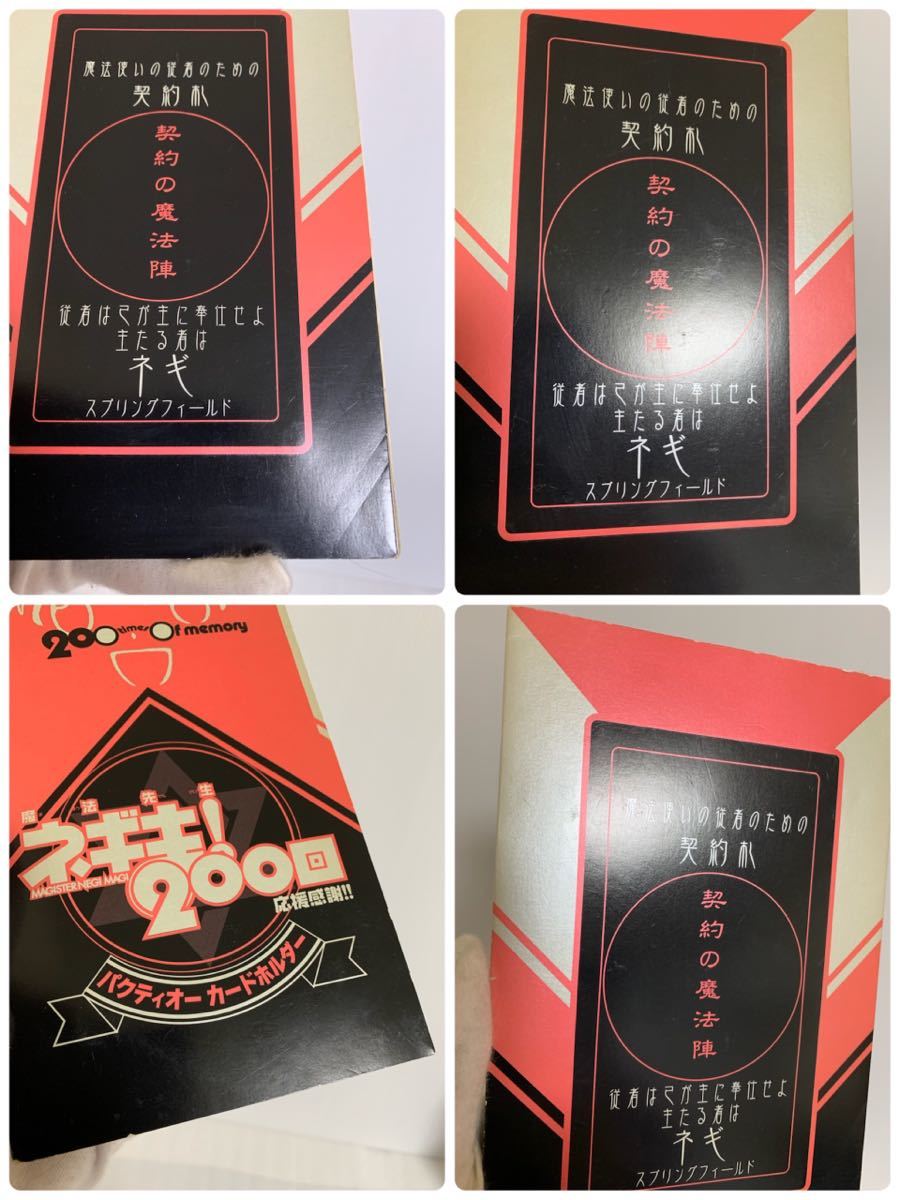 魔法使いの従者のための
契約札
契約の魔法陣
従者は己が主に奉仕せよ
主たる者は
ネギ
スプリングフィールド
魔法使いの従者のための
契約札
契約の魔法陣
従者は己が主に奉仕せよ
主たる者は
ネギ
スプリングフィールド
200 times Of memory
魔法先生
ネギま!
MAGISTER NEGI MAGI
200回
応援感謝!!
パクティオー カードホルダー
魔法使いの従者のための
契約札
契約の魔法陣
従者は己が主に奉仕せよ
主たる者は
ネギ
スプリングフィールド